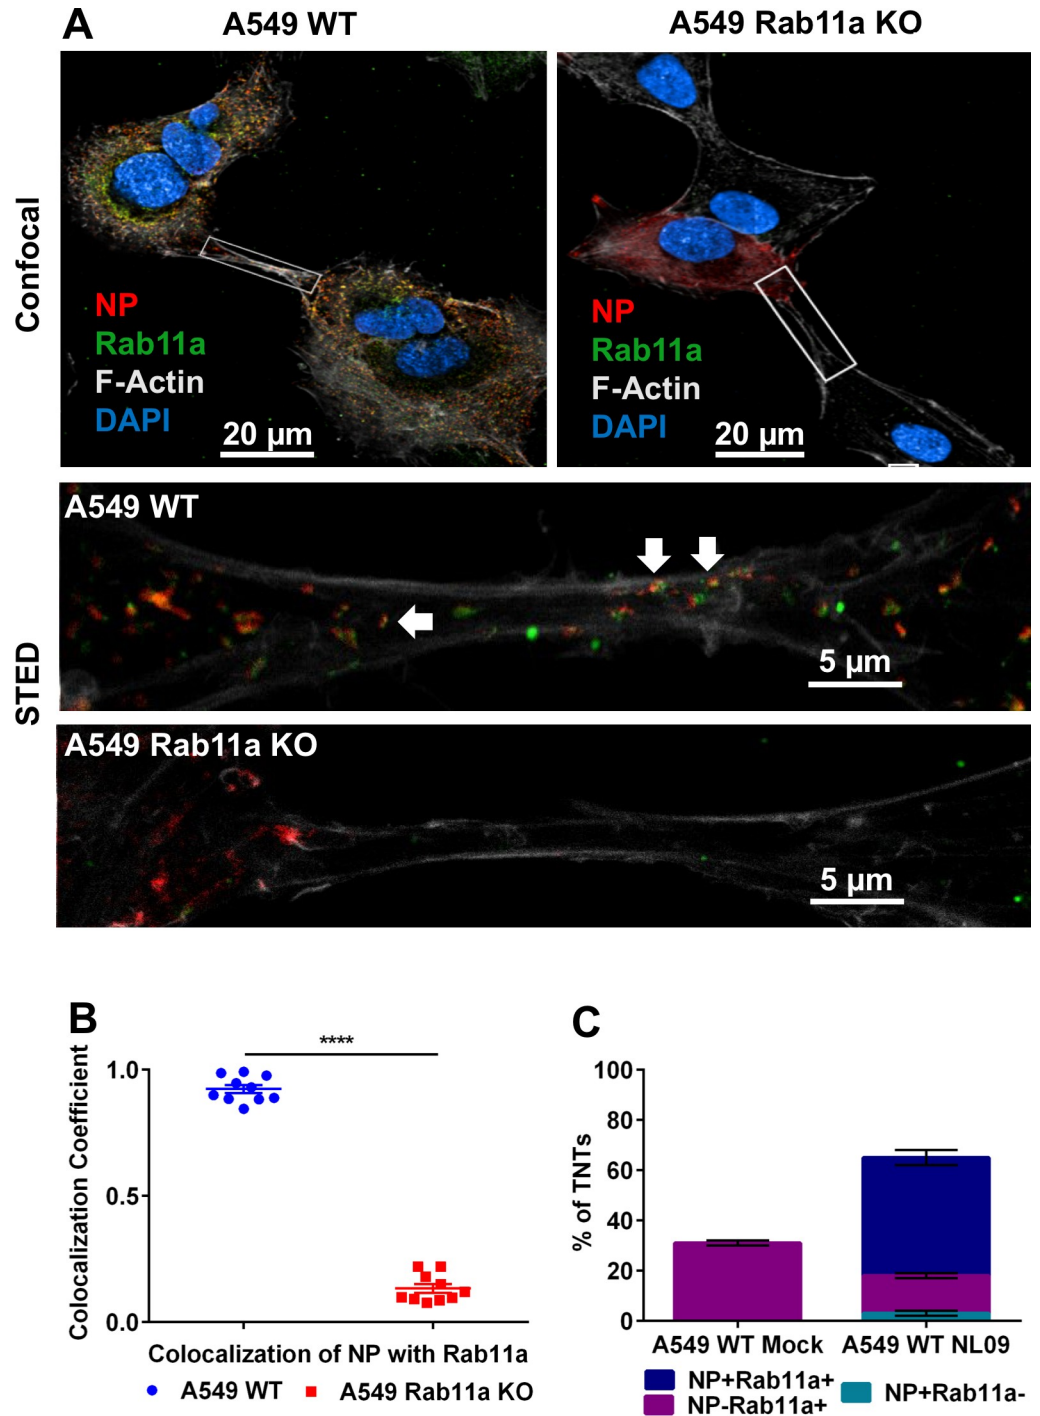 A
A549 WT
A549 Rab11a KO
Confocal
NP
Rab11a
F-Actin
DAPI
20 µm
NP
Rab11a
F-Actin
DAPI
20 µm
STED
A549 WT
5 µm
A549 Rab11a KO
5 µm
B
Colocalization Coefficient
1.0
0.5
0.0
****
Colocalization of NP with Rab11a
A549 WT
A549 Rab11a KO
C
% of TNTs
100
80
60
40
20
0
A549 WT Mock
A549 WT NL09
NP+Rab11a+
NP-Rab11a+
NP+Rab11a-